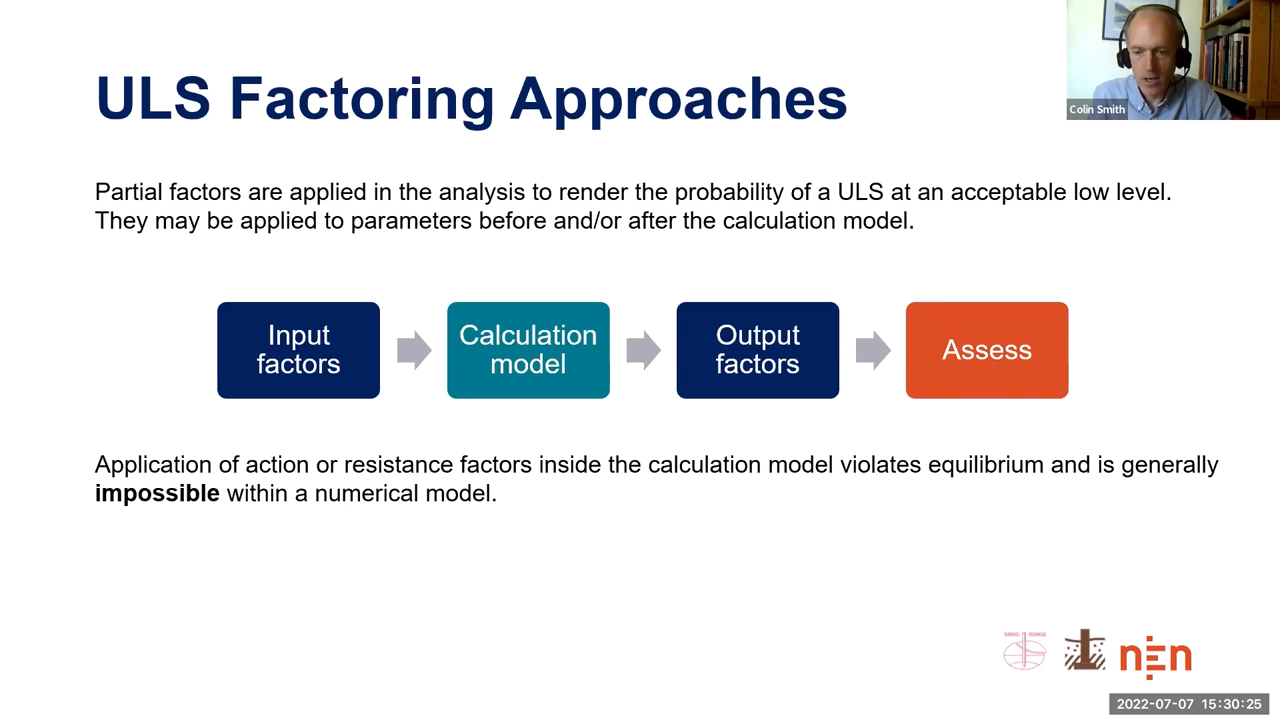 ULS Factoring Approaches
Colin Smith
Partial factors are applied in the analysis to render the probability of a ULS at an acceptable low level.
They may be applied to parameters before and/or after the calculation model.
Input
factors
Calculation
model
Output
factors
Assess
Application of action or resistance factors inside the calculation model violates equilibrium and is generally
impossible within a numerical model.
nEn
2022-07-07 15:30:25